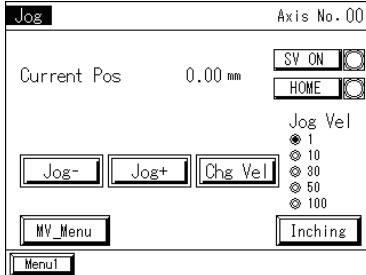 Jog Axis No.00
SV ON
Current Pos 0.00 mm
HOME
Jog Vel
1
10
Jog- Jog+ Chg Vel 30
50
100
MV_Menu Inching
Menu1